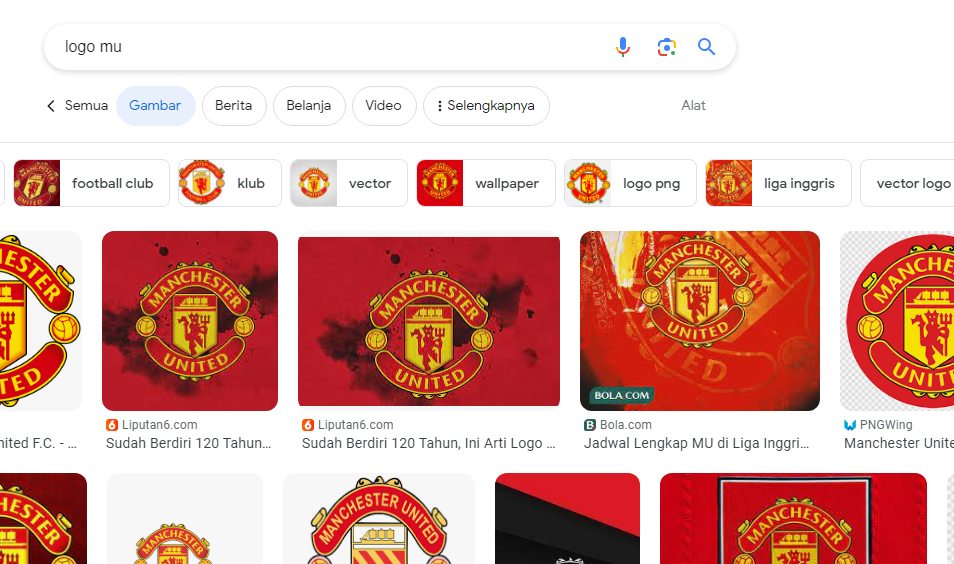 logo mu
Semua Gambar Berita Belanja Video Selengkapnya Alat
football club klub vector wallpaper logo png liga inggris vector logo
MANCHESTER UNITED
MANCHESTER UNITED
MANCHESTER UNITED
BOLA.COM
MANCHESTER
UNITED
Liputan6.com
Liputan6.com
Bola.com
PNGWing
nited F.C. - ...
Sudah Berdiri 120 Tahun...
Sudah Berdiri 120 Tahun, Ini Arti Logo ...
Jadwal Lengkap MU di Liga Inggri...
Manchester Unite
MANCHESTER
MANCHESTER UNITED
MANCHESTER